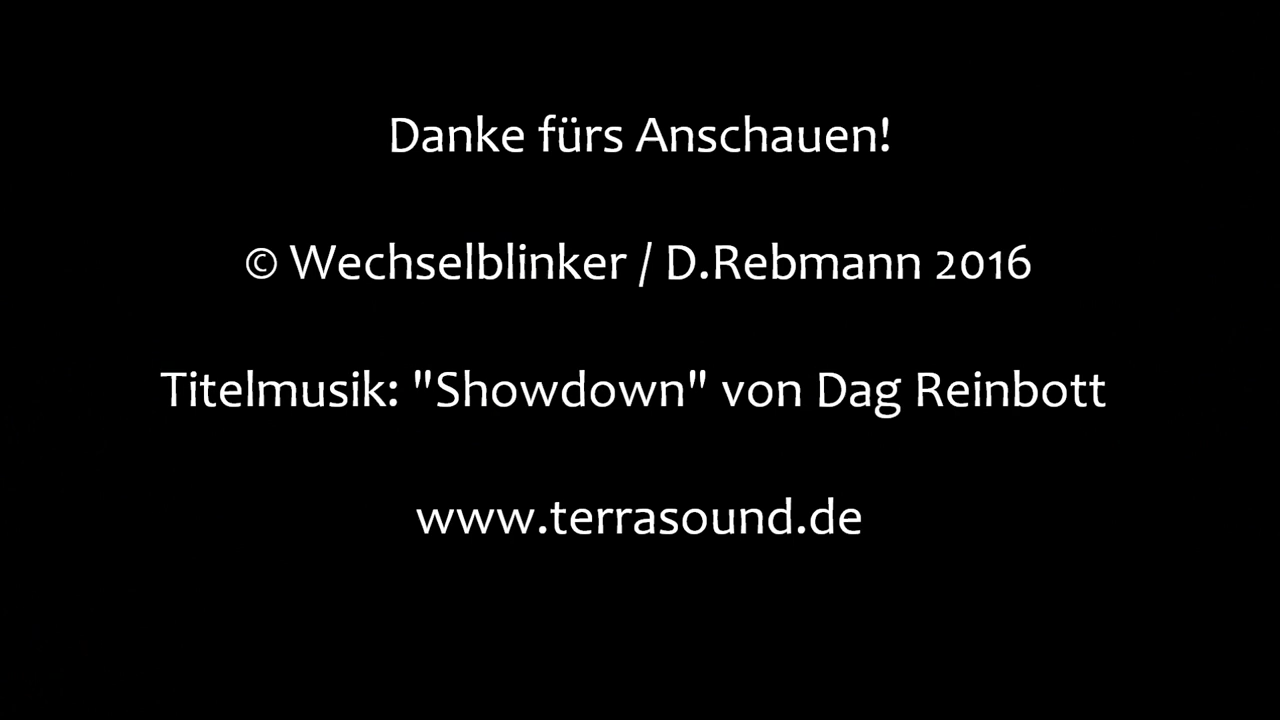 Danke fürs Anschauen!
© Wechselblinker / D.Rebmann 2016
Titelmusik: "Showdown" von Dag Reinbott
www.terrasound.de